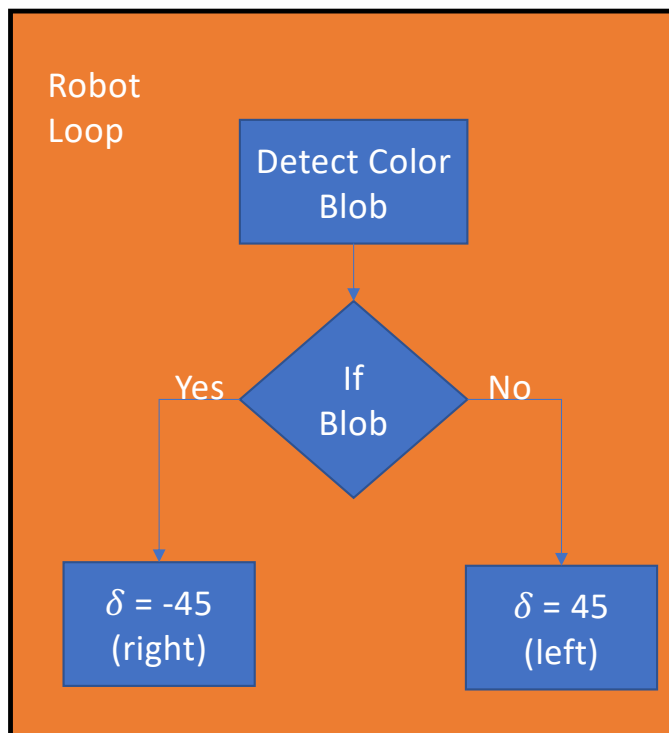 Robot
Loop
Detect Color
Blob
If
Blob
Yes
No
𝛿 = -45
(right)
𝛿 = 45
(left)